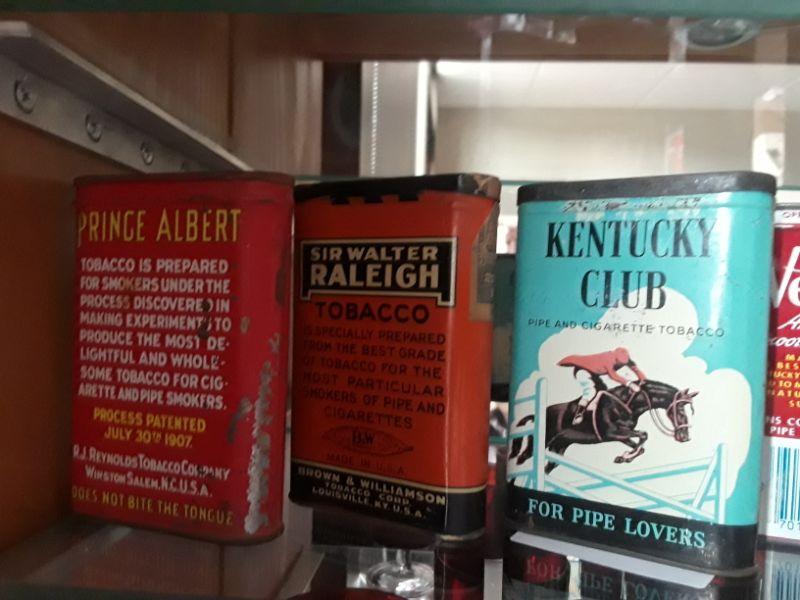 PRINCE ALBERT
TOBACCO IS PREPARED
FOR SMOKERS UNDER THE
PROCESS DISCOVERED IN
MAKING EXPERIMENTS TO
PRODUCE THE MOST DE-
LIGHTFUL AND WHOLE-
SOME TOBACCO FOR CIG-
ARETTE AND PIPE SMOKERS.
PROCESS PATENTED
JULY 30TH 1907.
R.J. REYNOLDS TOBACCO COMPANY
WINSTON SALEM, N.C. U.S.A.
DOES NOT BITE THE TONGUE
SIR WALTER
RALEIGH
TOBACCO
IS SPECIALLY PREPARED
FROM THE BEST GRADE
OF TOBACCO FOR THE
MOST PARTICULAR
SMOKERS OF PIPE AND
CIGARETTES
B&W
MADE IN U.S.A.
BROWN & WILLIAMSON
TOBACCO CORP.
LOUISVILLE, KY. U.S.A.
KENTUCKY
CLUB
PIPE AND CIGARETTE TOBACCO
FOR PIPE LOVERS